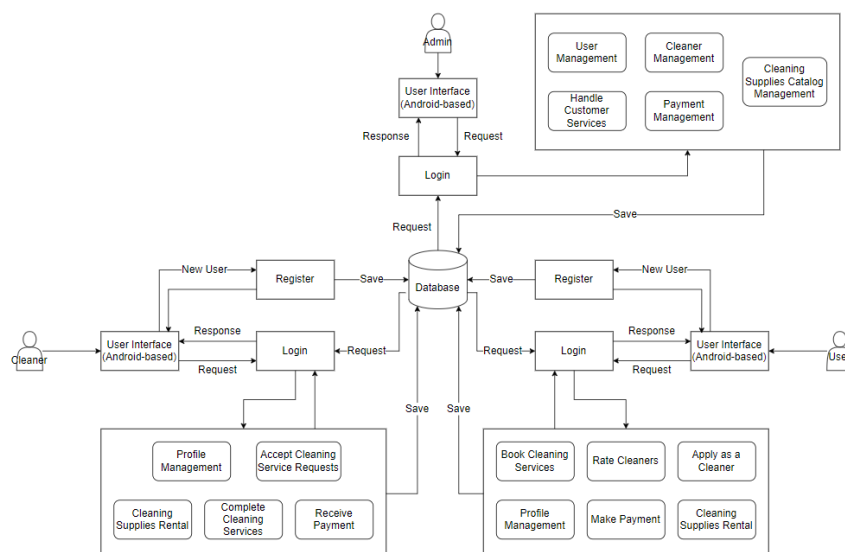 Admin
User Interface
(Android-based)
Response
Request
Login
Request
User
Management
Cleaner
Management
Cleaning
Supplies Catalog
Management
Handle
Customer
Services
Payment
Management
Save
New User
Register
Save
Database
Save
Register
New User
Cleaner
User Interface
(Android-based)
Response
Request
Login
Request
Request
Login
Response
Request
User Interface
(Android-based)
User
Save
Save
Profile
Management
Accept Cleaning
Service Requests
Cleaning
Supplies Rental
Complete
Cleaning
Services
Receive
Payment
Book Cleaning
Services
Rate Cleaners
Apply as a
Cleaner
Profile
Management
Make Payment
Cleaning
Supplies Rental